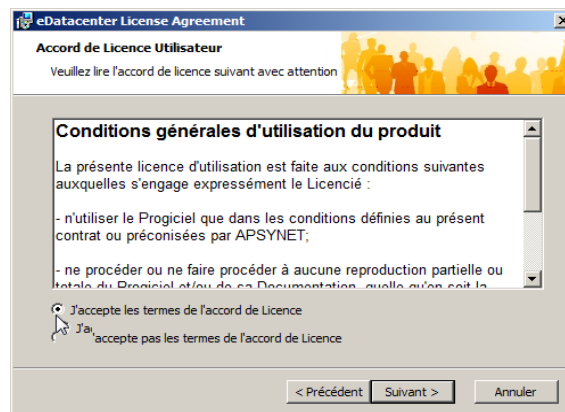 eDatacenter License Agreement
Accord de Licence Utilisateur
Veuillez lire l'accord de licence suivant avec attention
Conditions générales d'utilisation du produit
La présente licence d'utilisation est faite aux conditions suivantes
auxquelles s'engage expressément le Licencié :
- n'utiliser le Progiciel que dans les conditions définies au présent
contrat ou préconisées par APSYNET;
- ne procéder ou ne faire procéder à aucune reproduction partielle ou
totale du Progiciel et/ou de sa Documentation, quelle qu'en soit la
J'accepte les termes de l'accord de Licence
'accepte pas les termes de l'accord de Licence
< Précédent Suivant > Annuler